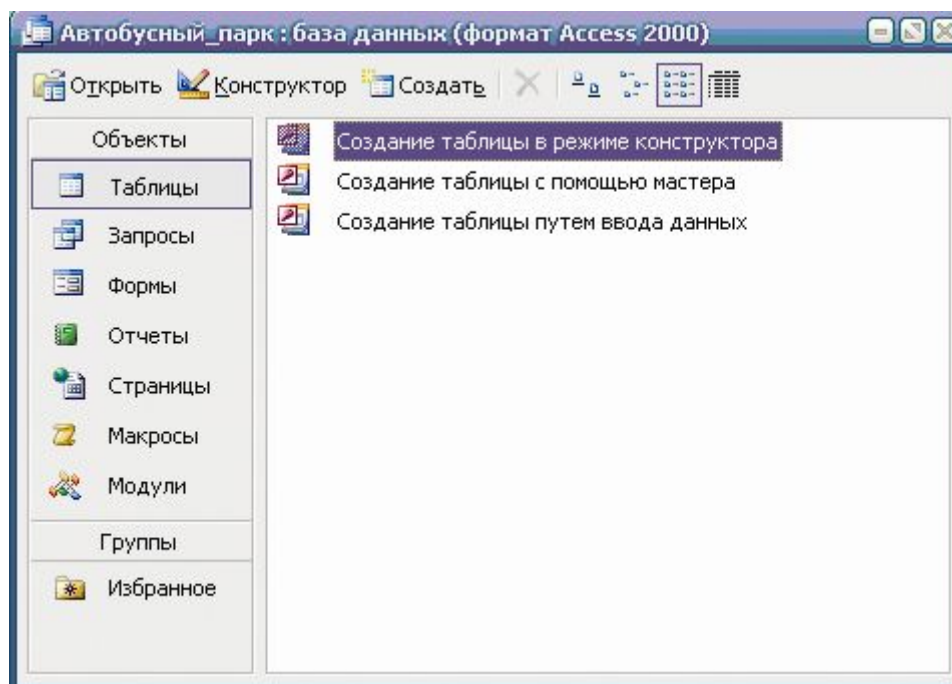 Автобусный_парк : база данных (формат Access 2000)
Открыть Конструктор Создать
Объекты
Таблицы
Запросы
Формы
Отчеты
Страницы
Макросы
Модули
Группы
Избранное
Создание таблицы в режиме конструктора
Создание таблицы с помощью мастера
Создание таблицы путем ввода данных